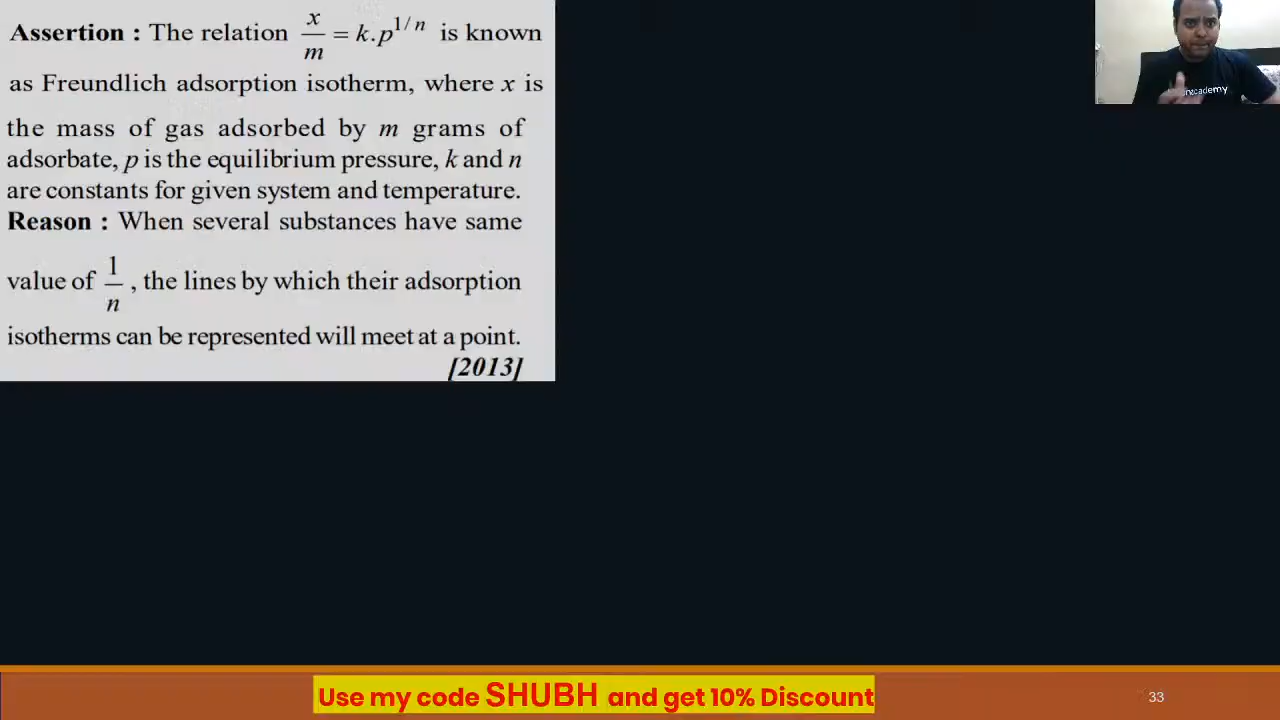 Assertion : The relation x/m = k.p^1/n is known
as Freundlich adsorption isotherm, where x is
the mass of gas adsorbed by m grams of
adsorbate, p is the equilibrium pressure, k and n
are constants for given system and temperature.
Reason : When several substances have same
value of 1/n , the lines by which their adsorption
isotherms can be represented will meet at a point.
[2013]
Use my code SHUBH and get 10% Discount
33